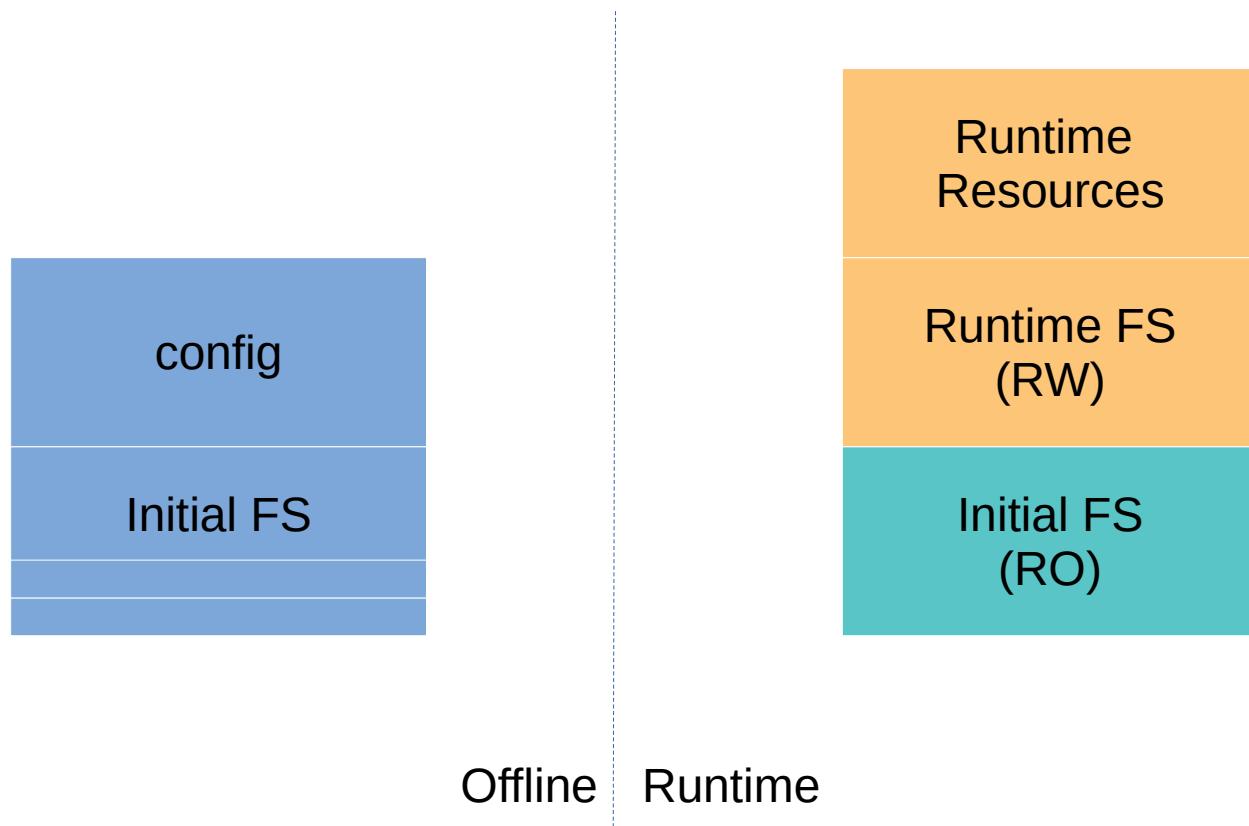 config
Initial FS
Runtime
Resources
Runtime FS
(RW)
Initial FS
(RO)
Offline
Runtime